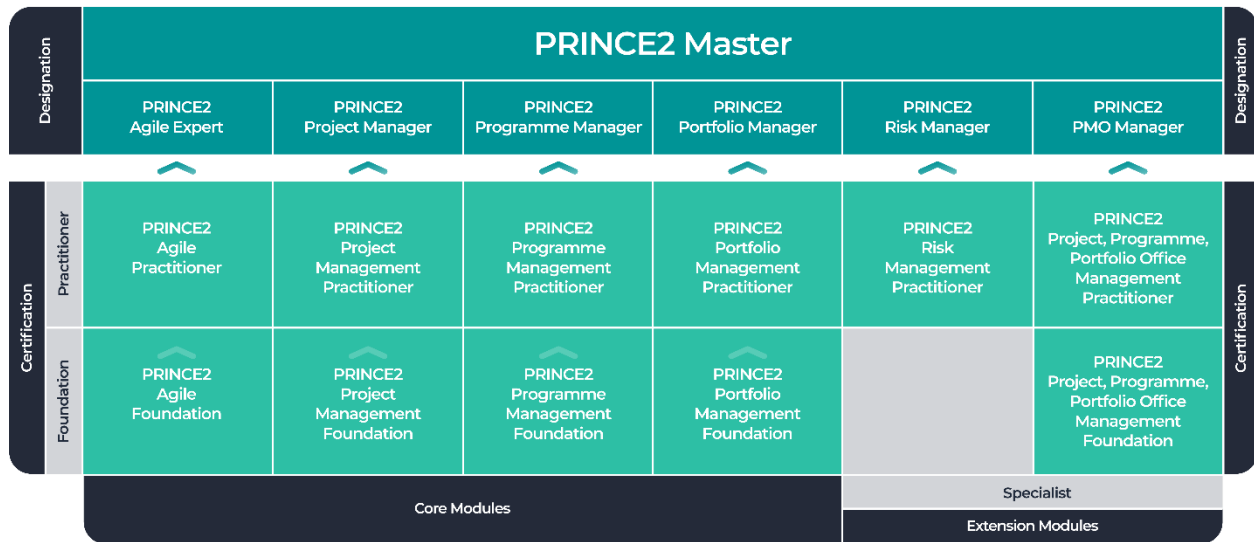 Designation
PRINCE2 Master
Designation
PRINCE2
Agile Expert
PRINCE2
Project Manager
PRINCE2
Programme Manager
PRINCE2
Portfolio Manager
PRINCE2
Risk Manager
PRINCE2
PMO Manager
Certification
Practitioner
PRINCE2
Agile
Practitioner
PRINCE2
Project
Management
Practitioner
PRINCE2
Programme
Management
Practitioner
PRINCE2
Portfolio
Management
Practitioner
PRINCE2
Risk
Management
Practitioner
PRINCE2
Project, Programme,
Portfolio Office
Management
Practitioner
Certification
Foundation
PRINCE2
Agile
Foundation
PRINCE2
Project
Management
Foundation
PRINCE2
Programme
Management
Foundation
PRINCE2
Portfolio
Management
Foundation
PRINCE2
Project, Programme,
Portfolio Office
Management
Foundation
Core Modules
Specialist
Extension Modules